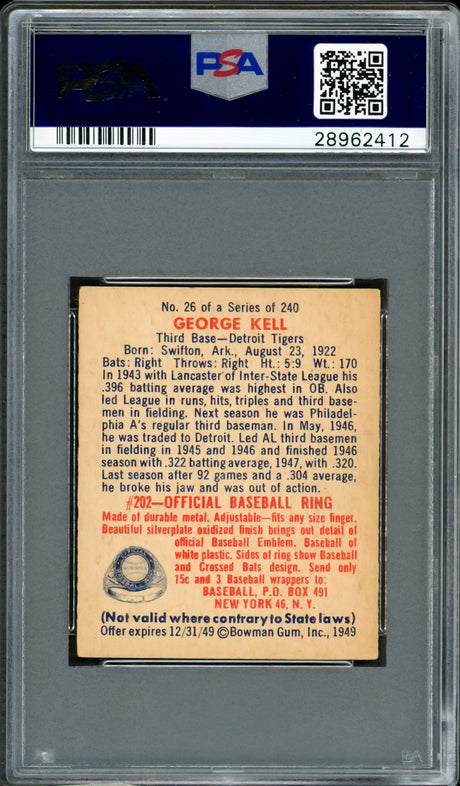 PSA
PSA
28962412
No. 26 of a Series of 240
GEORGE KELL
Third Base—Detroit Tigers
Born: Swifton, Ark., August 23, 1922
Bats: Right Throws: Right Ht.: 5:9 Wt.: 170
In 1943 with Lancaster of Inter-State League his
.396 batting average was highest in OB. Also
led League in runs, hits, triples and third base-
men in fielding. Next season he was Philadel-
phia A's regular third baseman. In May, 1946,
he was traded to Detroit. Led AL third basemen
in fielding in 1945 and 1946 and finished 1946
season with .322 batting average, 1947, with .320.
Last season after 92 games and a .304 average,
he broke his jaw and was out of action.
#202—OFFICIAL BASEBALL RING
Made of durable metal. Adjustable—fits any size finger.
Beautiful silverplate oxidized finish brings out detail of
official Baseball Emblem. Baseball of
white plastic. Sides of ring show Baseball
and Crossed Bats design. Send only
15c and 3 Baseball wrappers to:
BASEBALL, P.O. BOX 491
NEW YORK 46, N. Y.
(Not valid where contrary to State laws)
Offer expires 12/31/49 ©Bowman Gum, Inc., 1949